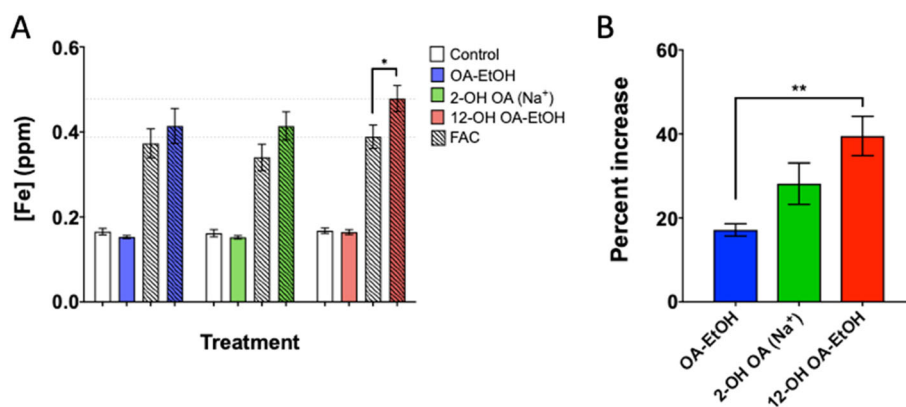 A
[Fe] (ppm)
0.6
0.4
0.2
0.0
*
Treatment
Control
OA-EtOH
2-OH OA (Na⁺)
12-OH OA-EtOH
FAC
B
Percent increase
60
40
20
0
**
OA-EtOH
2-OH OA (Na⁺)
12-OH OA-EtOH